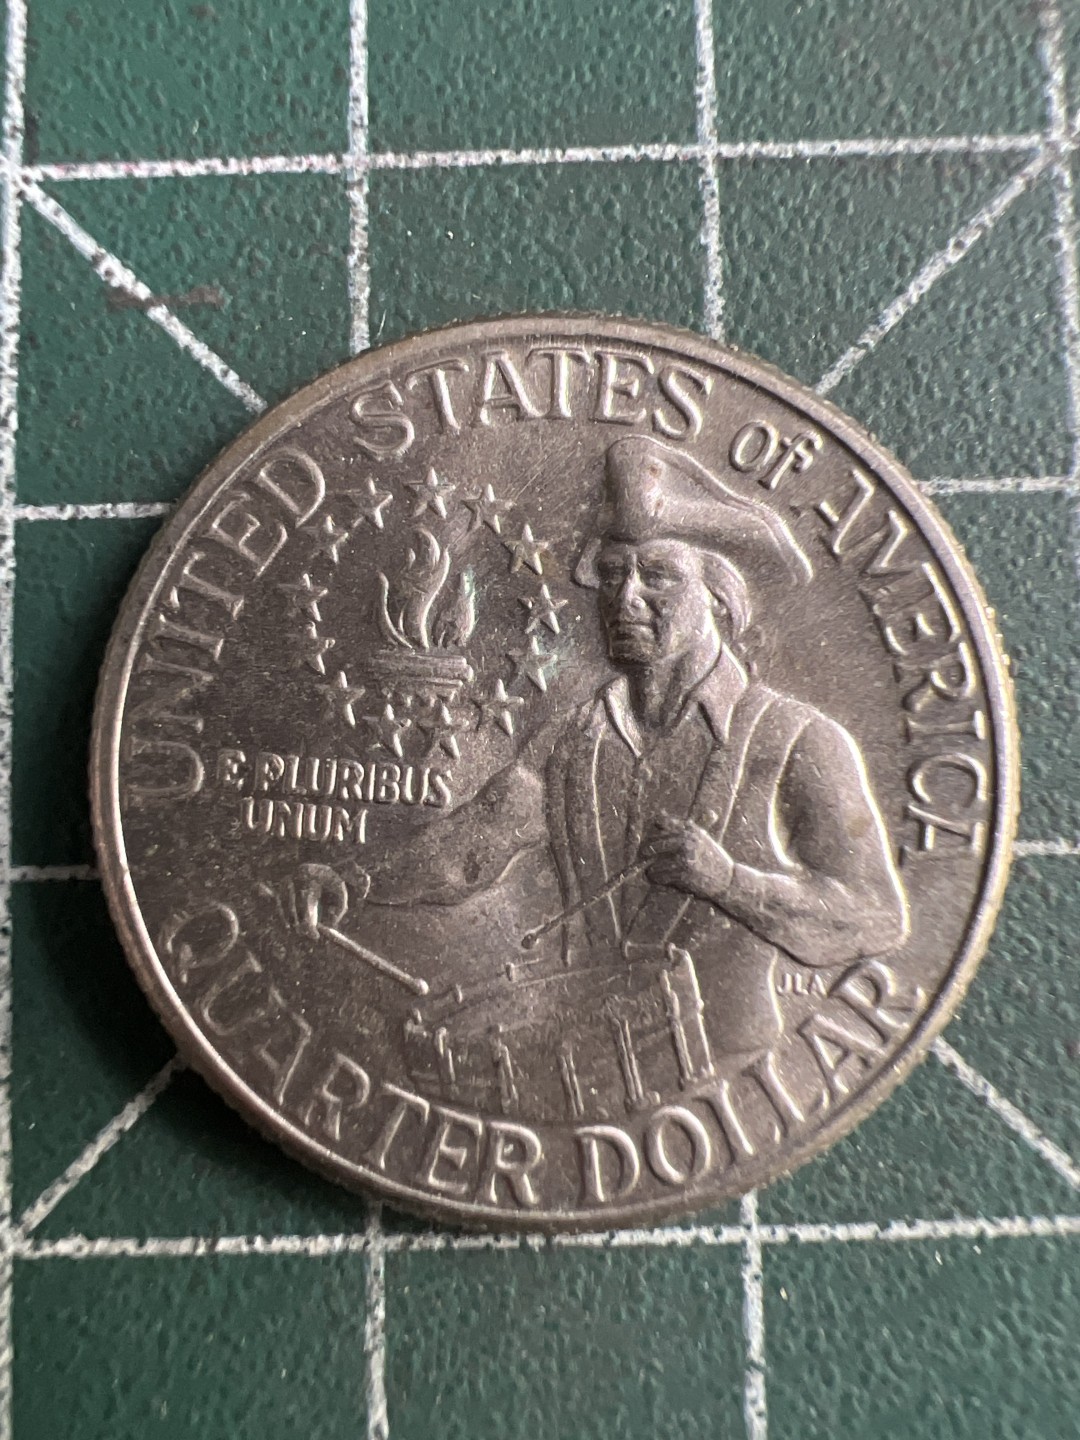 UNITED STATES of AMERICA
E PLURIBUS
UNUM
JLA
QUARTER DOLLAR